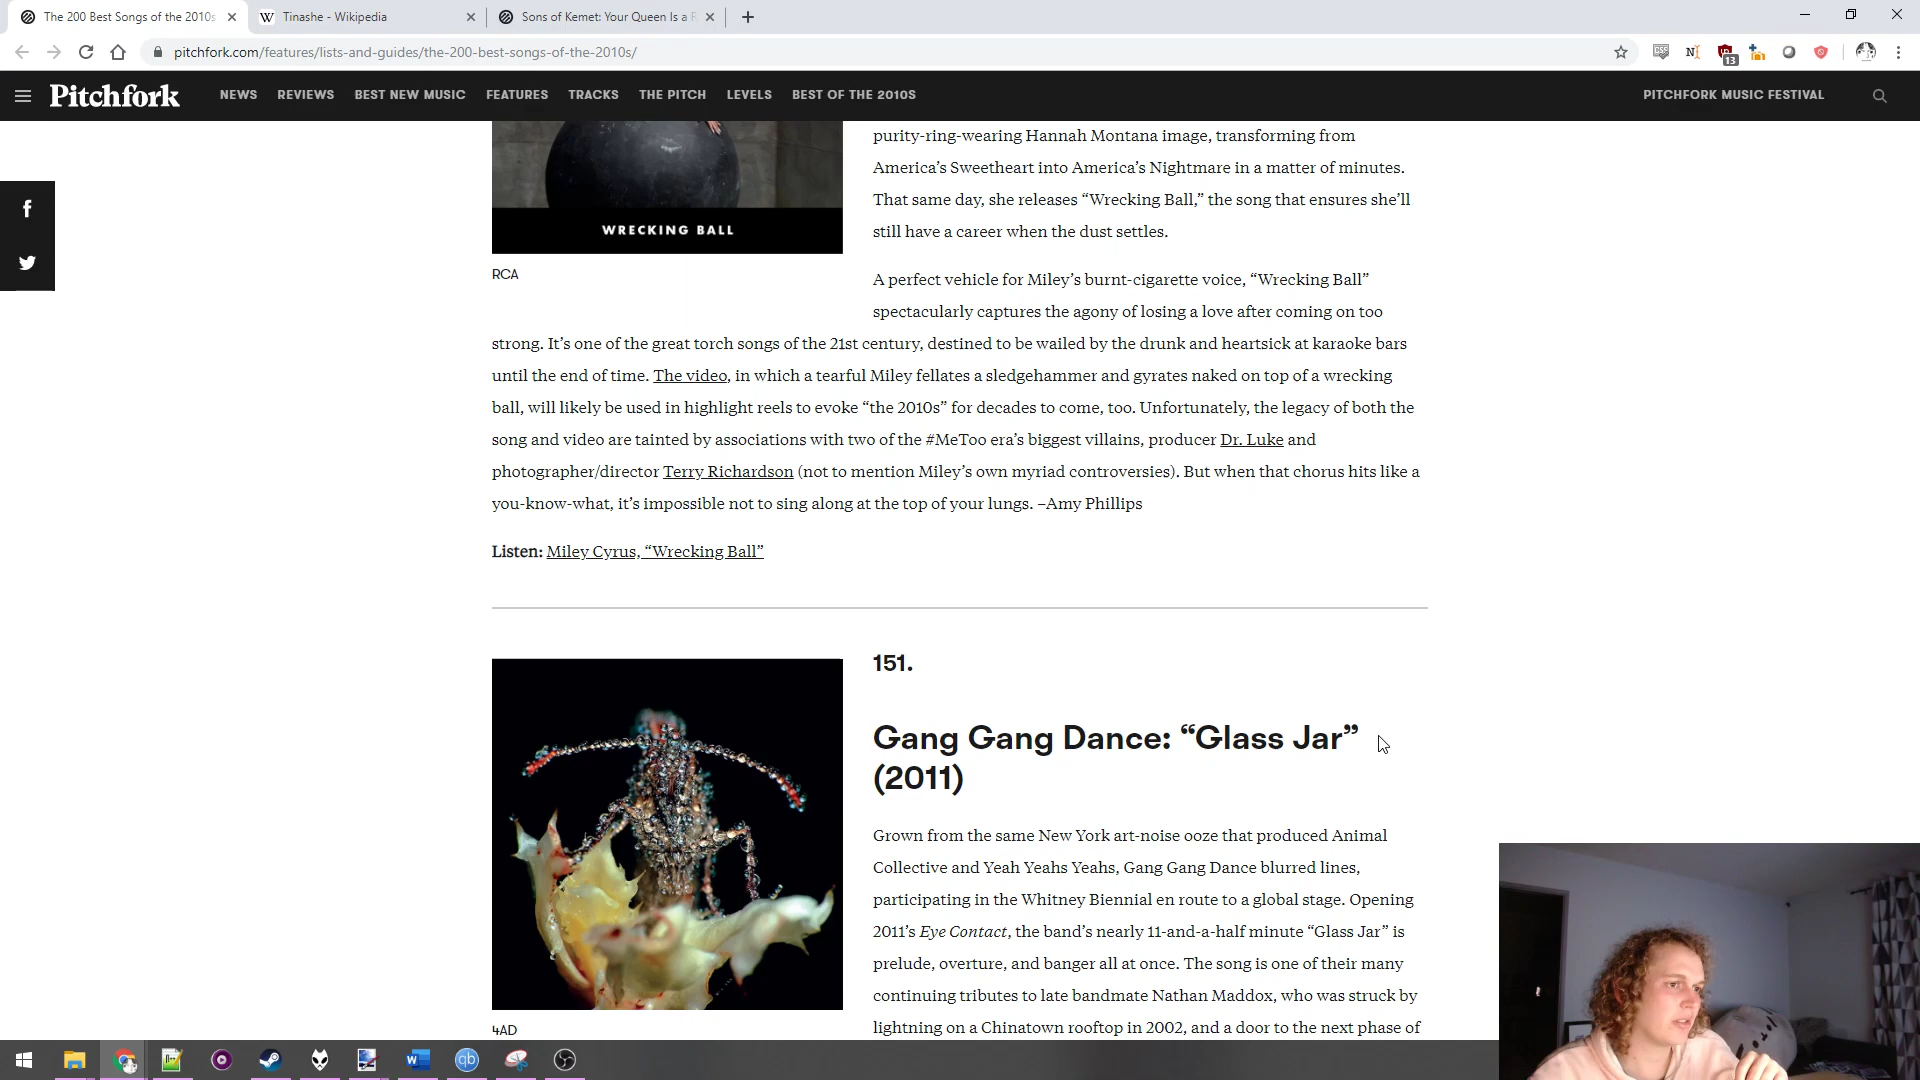 The 200 Best Songs of the 2010s
Tinashe - Wikipedia
Sons of Kemet: Your Queen Is a R
pitchfork.com/features/lists-and-guides/the-200-best-songs-of-the-2010s/
13
Pitchfork
NEWS
REVIEWS
BEST NEW MUSIC
FEATURES
TRACKS
THE PITCH
LEVELS
BEST OF THE 2010S
PITCHFORK MUSIC FESTIVAL
WRECKING BALL
RCA
purity-ring-wearing Hannah Montana image, transforming from
America’s Sweetheart into America’s Nightmare in a matter of minutes.
That same day, she releases “Wrecking Ball,” the song that ensures she’ll
still have a career when the dust settles.
A perfect vehicle for Miley’s burnt-cigarette voice, “Wrecking Ball”
spectacularly captures the agony of losing a love after coming on too
strong. It’s one of the great torch songs of the 21st century, destined to be wailed by the drunk and heartsick at karaoke bars
until the end of time. The video, in which a tearful Miley fellates a sledgehammer and gyrates naked on top of a wrecking
ball, will likely be used in highlight reels to evoke “the 2010s” for decades to come, too. Unfortunately, the legacy of both the
song and video are tainted by associations with two of the #MeToo era’s biggest villains, producer Dr. Luke and
photographer/director Terry Richardson (not to mention Miley’s own myriad controversies). But when that chorus hits like a
you-know-what, it’s impossible not to sing along at the top of your lungs. –Amy Phillips
Listen: Miley Cyrus, “Wrecking Ball”
151.
Gang Gang Dance: “Glass Jar”
(2011)
Grown from the same New York art-noise ooze that produced Animal
Collective and Yeah Yeahs Yeahs, Gang Gang Dance blurred lines,
participating in the Whitney Biennial en route to a global stage. Opening
2011’s Eye Contact, the band’s nearly 11-and-a-half minute “Glass Jar” is
prelude, overture, and banger all at once. The song is one of their many
continuing tributes to late bandmate Nathan Maddox, who was struck by
lightning on a Chinatown rooftop in 2002, and a door to the next phase of
4AD